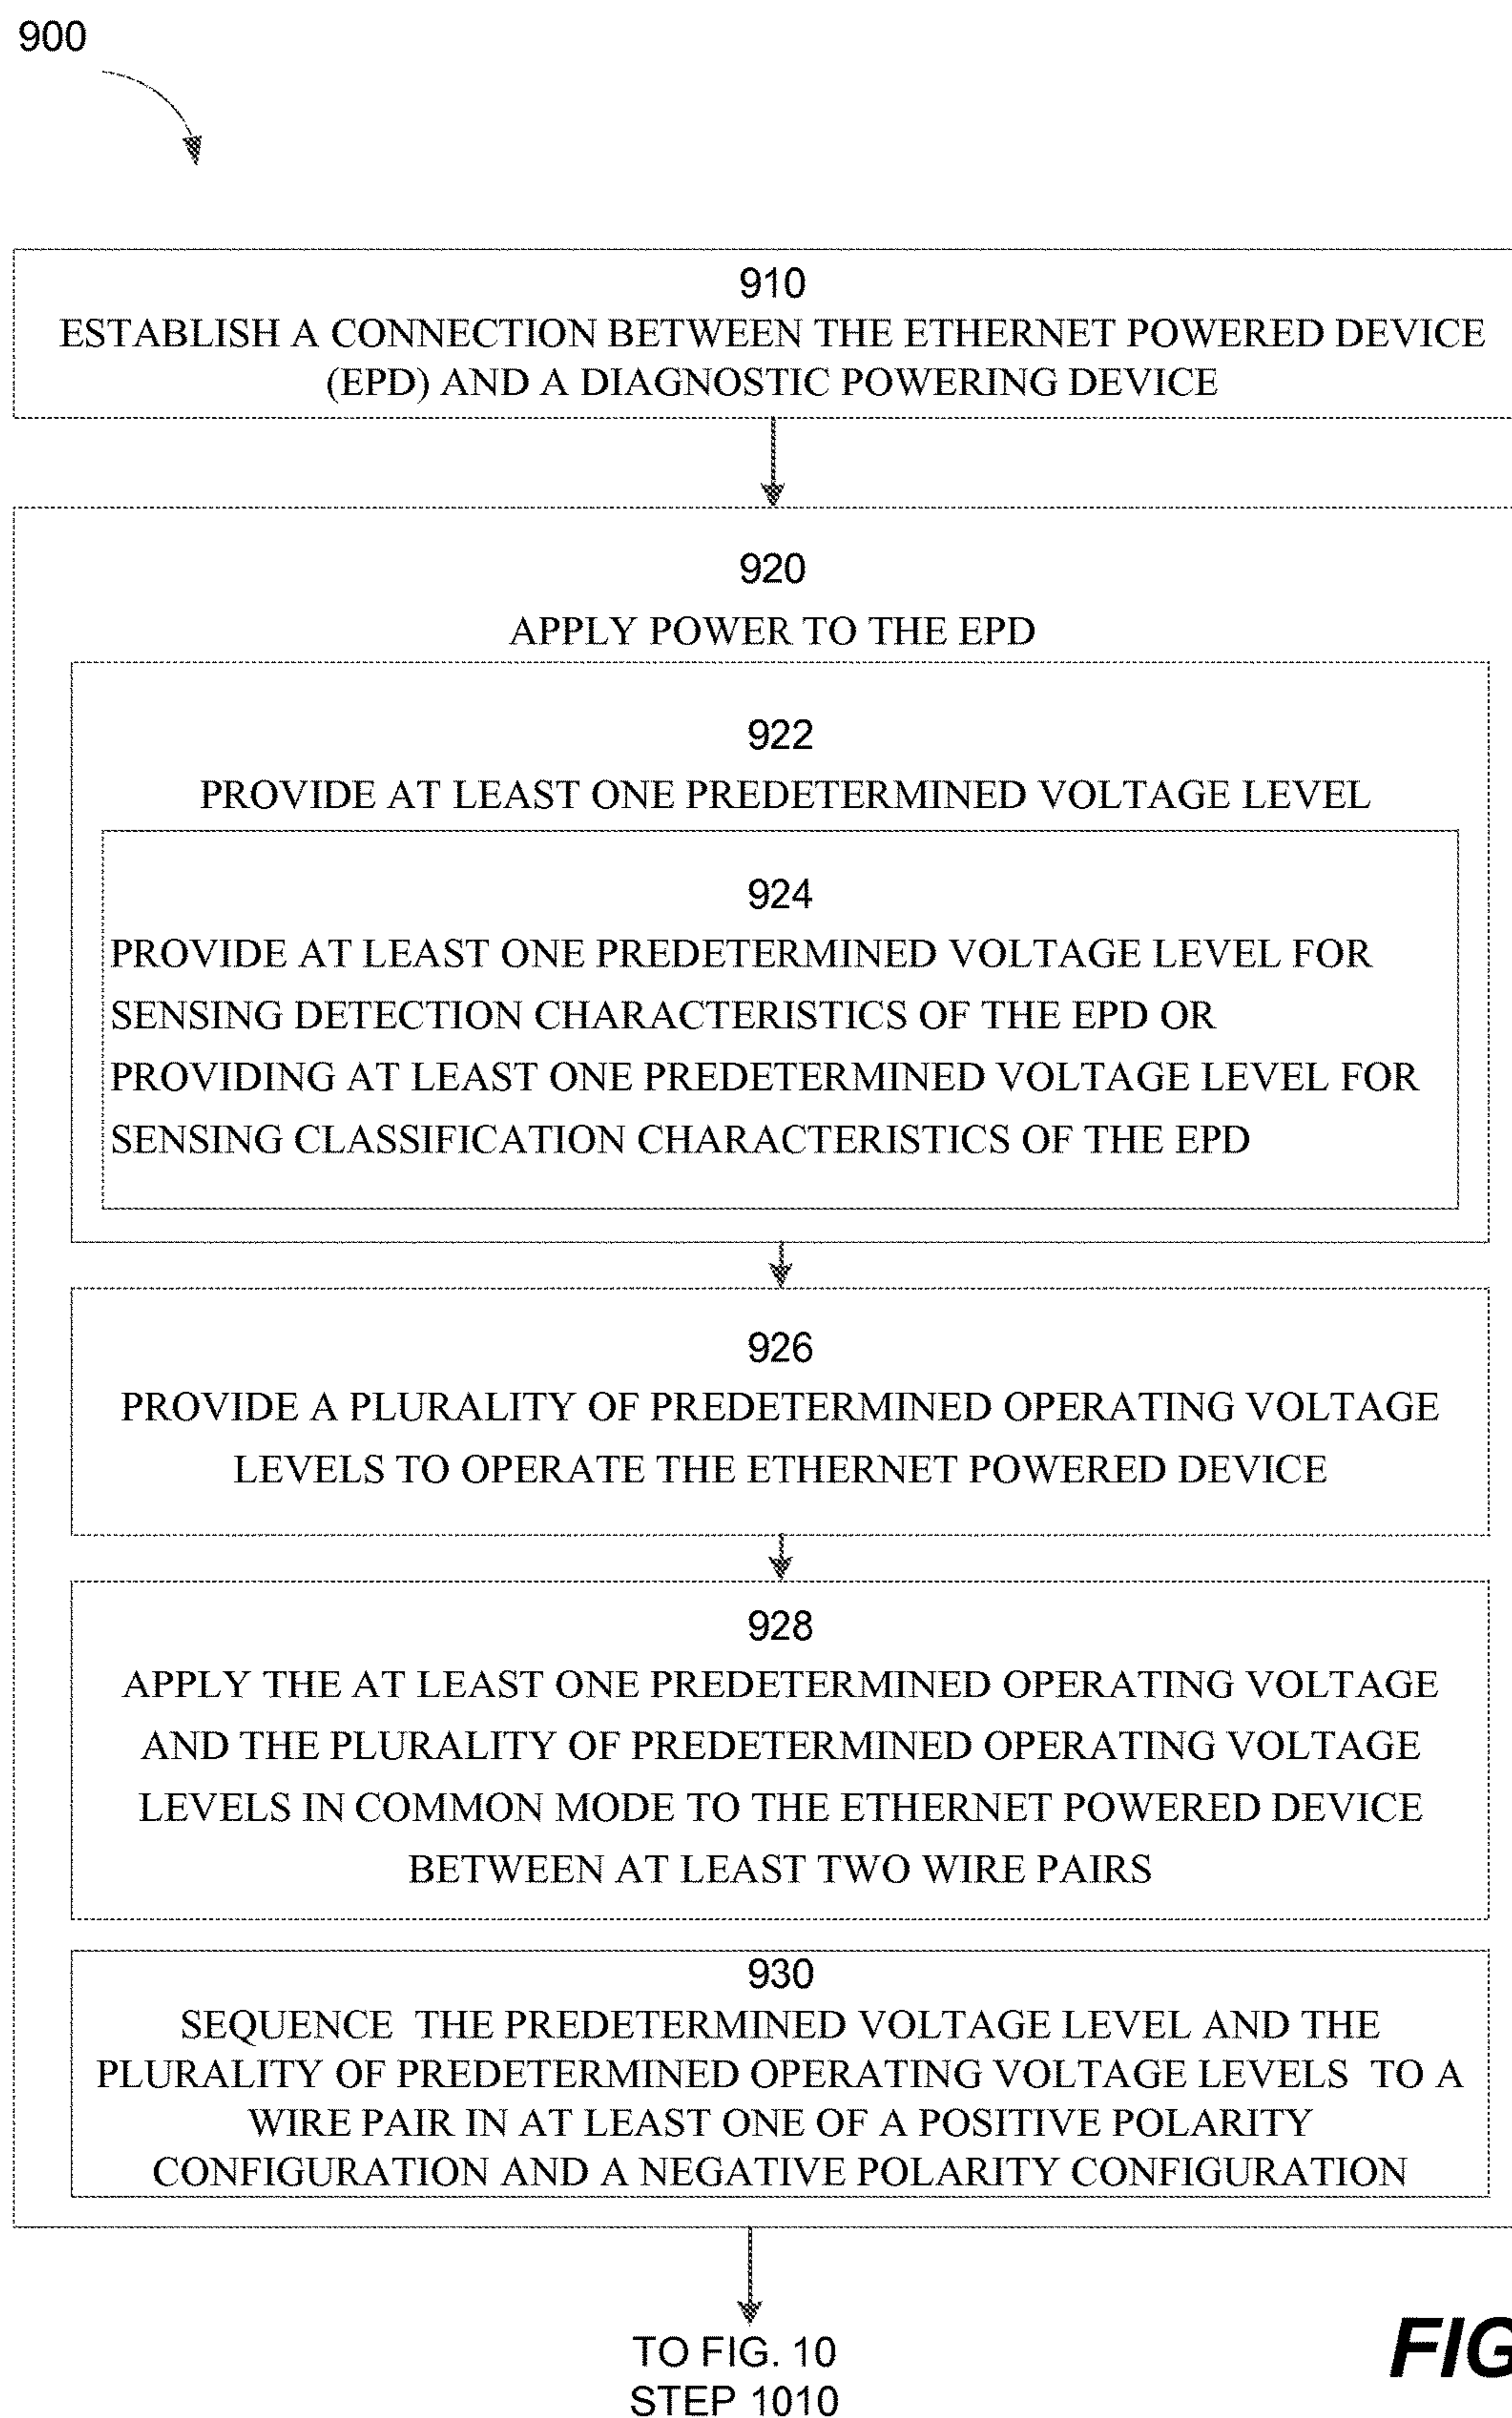 900
910
ESTABLISH A CONNECTION BETWEEN THE ETHERNET POWERED DEVICE
(EPD) AND A DIAGNOSTIC POWERING DEVICE
920
APPLY POWER TO THE EPD
922
PROVIDE AT LEAST ONE PREDETERMINED VOLTAGE LEVEL
924
PROVIDE AT LEAST ONE PREDETERMINED VOLTAGE LEVEL FOR
SENSING DETECTION CHARACTERISTICS OF THE EPD OR
PROVIDING AT LEAST ONE PREDETERMINED VOLTAGE LEVEL FOR
SENSING CLASSIFICATION CHARACTERISTICS OF THE EPD
926
PROVIDE A PLURALITY OF PREDETERMINED OPERATING VOLTAGE
LEVELS TO OPERATE THE ETHERNET POWERED DEVICE
928
APPLY THE AT LEAST ONE PREDETERMINED OPERATING VOLTAGE
AND THE PLURALITY OF PREDETERMINED OPERATING VOLTAGE
LEVELS IN COMMON MODE TO THE ETHERNET POWERED DEVICE
BETWEEN AT LEAST TWO WIRE PAIRS
930
SEQUENCE THE PREDETERMINED VOLTAGE LEVEL AND THE
PLURALITY OF PREDETERMINED OPERATING VOLTAGE LEVELS TO A
WIRE PAIR IN AT LEAST ONE OF A POSITIVE POLARITY
CONFIGURATION AND A NEGATIVE POLARITY CONFIGURATION
TO FIG. 10
STEP 1010
FIG